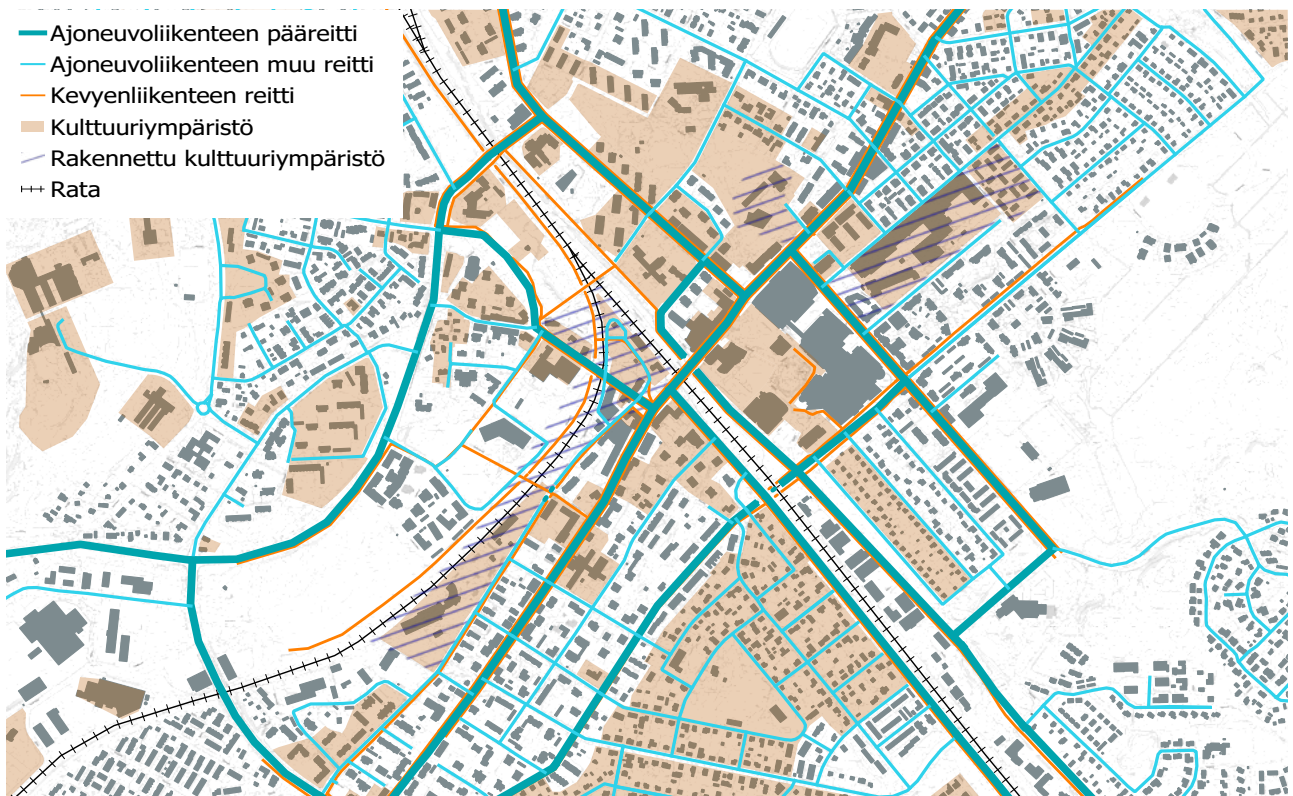 Ajoneuvoliikenteen pääreitti
Ajoneuvoliikenteen muu reitti
Kevyenliikenteen reitti
Kulttuuriympäristö
Rakennettu kulttuuriympäristö
Rata